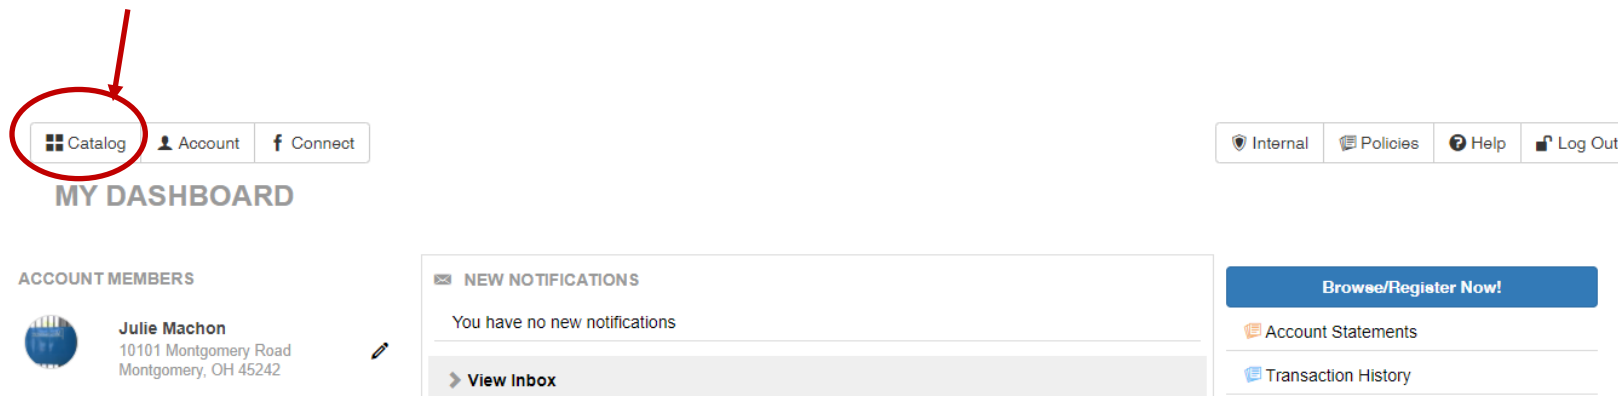 Catalog Account Connect Internal Policies Help Log Out
MY DASHBOARD
ACCOUNT MEMBERS
Julie Machon
10101 Montgomery Road
Montgomery, OH 45242
NEW NOTIFICATIONS
You have no new notifications
View Inbox
Browse/Register Now!
Account Statements
Transaction History